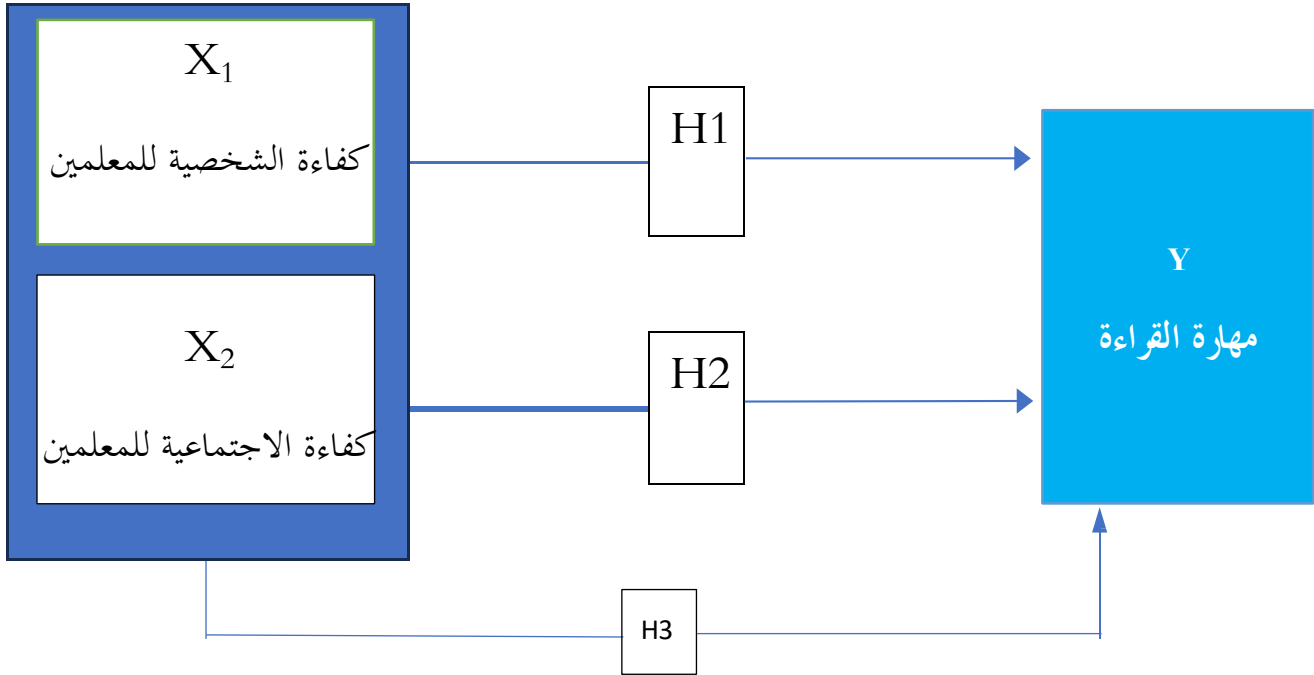 X₁
كفاءة الشخصية للمعلمين
H1
X₂
كفاءة الاجتماعية للمعلمين
H2
Y
مهارة القراءة
H3